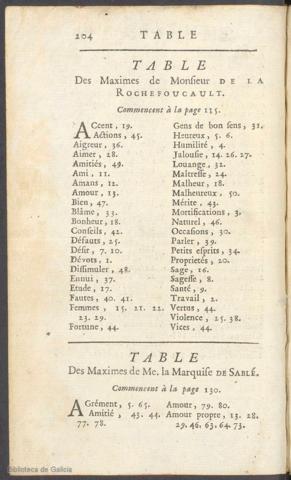 204 TABLE
TABLE
Des Maximes de Monsieur DE LA
ROCHEFOUCAULT.
Commencent à la page 115.
ACcent, 19.
Actions, 45.
Aigreur, 36.
Aimer, 28.
Amitiés, 49.
Ami, 11.
Amans, 12.
Amour, 13.
Bien, 47.
Blâme, 33.
Bonheur, 18.
Conseils, 42.
Défauts, 25.
Défit, 7. 10.
Dévots, 1.
Dissimuler, 48.
Ennui, 37.
Etude, 17.
Fautes, 40. 41.
Femmes, 15. 21. 22.
23. 29.
Fortune, 44.
Gens de bon sens, 31.
Heureux, 5. 6.
Humilité, 4.
Jalousie, 14. 26. 27.
Louange, 32.
Maîtresse, 24.
Malheur, 18.
Malheureux, 50.
Mérite, 43.
Mortifications, 3.
Naturel, 46.
Occasions, 30.
Parler, 39.
Petits esprits, 34.
Proprietés, 20.
Sage, 16.
Sagesse, 8.
Santé, 9.
Travail, 2.
Vertus, 44.
Violence, 25. 38.
Vices, 44.
TABLE
Des Maximes de Me. la Marquise DE SABLÉ.
Commencent à la page 130.
AGrément, 5. 65.
Amitié, 43. 44.
77. 78.
Amour, 79. 80.
Amour propre, 13. 28.
29. 46. 63. 64. 73.
Biblioteca de Galicia